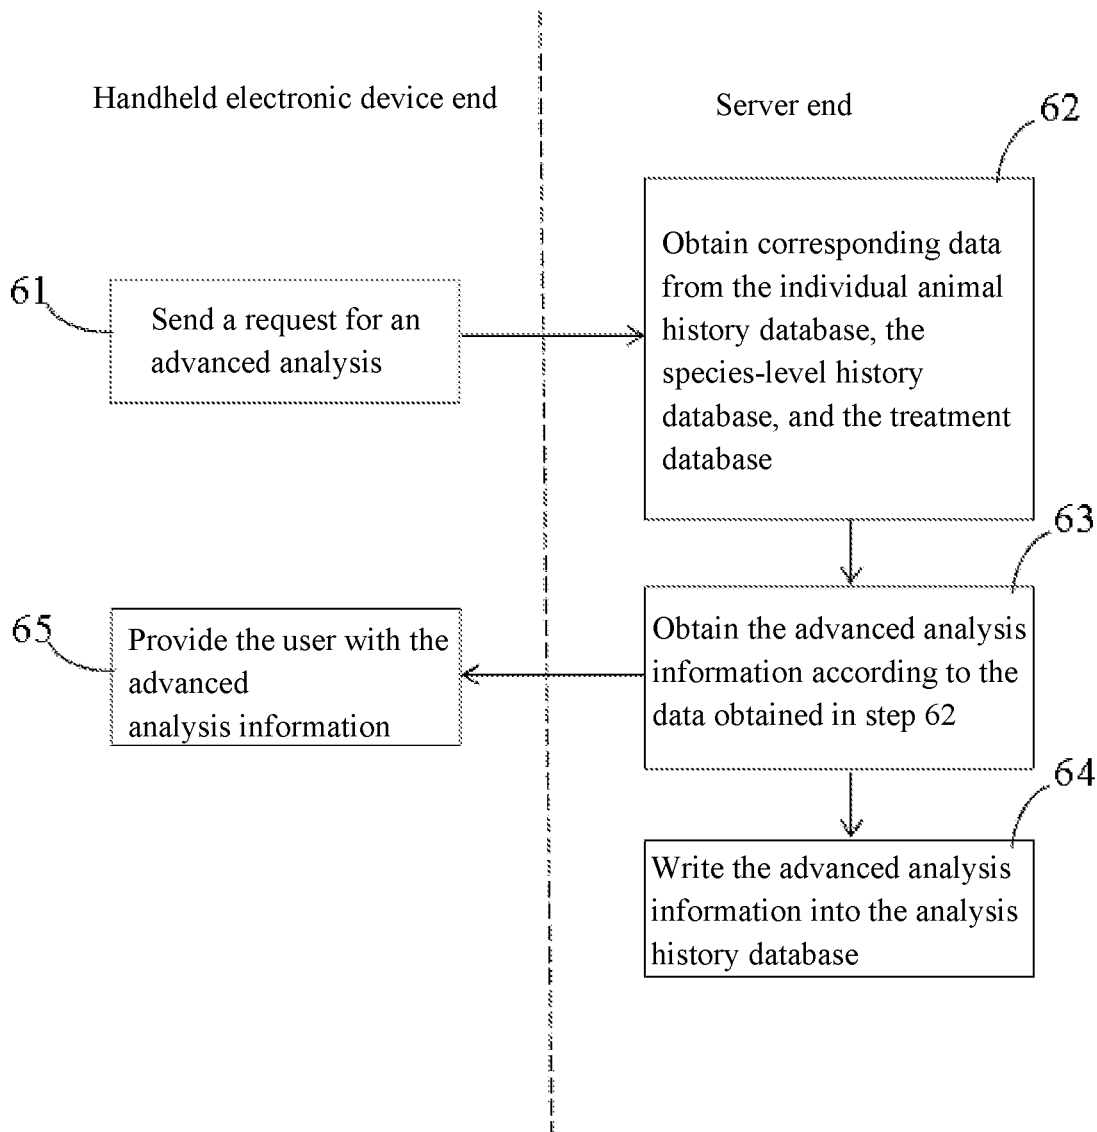 Handheld electronic device end
Server end
62
61
Send a request for an
advanced analysis
Obtain corresponding data
from the individual animal
history database, the
species-level history
database, and the treatment
database
63
65
Provide the user with the
advanced
analysis information
Obtain the advanced analysis
information according to the
data obtained in step 62
64
Write the advanced analysis
information into the analysis
history database